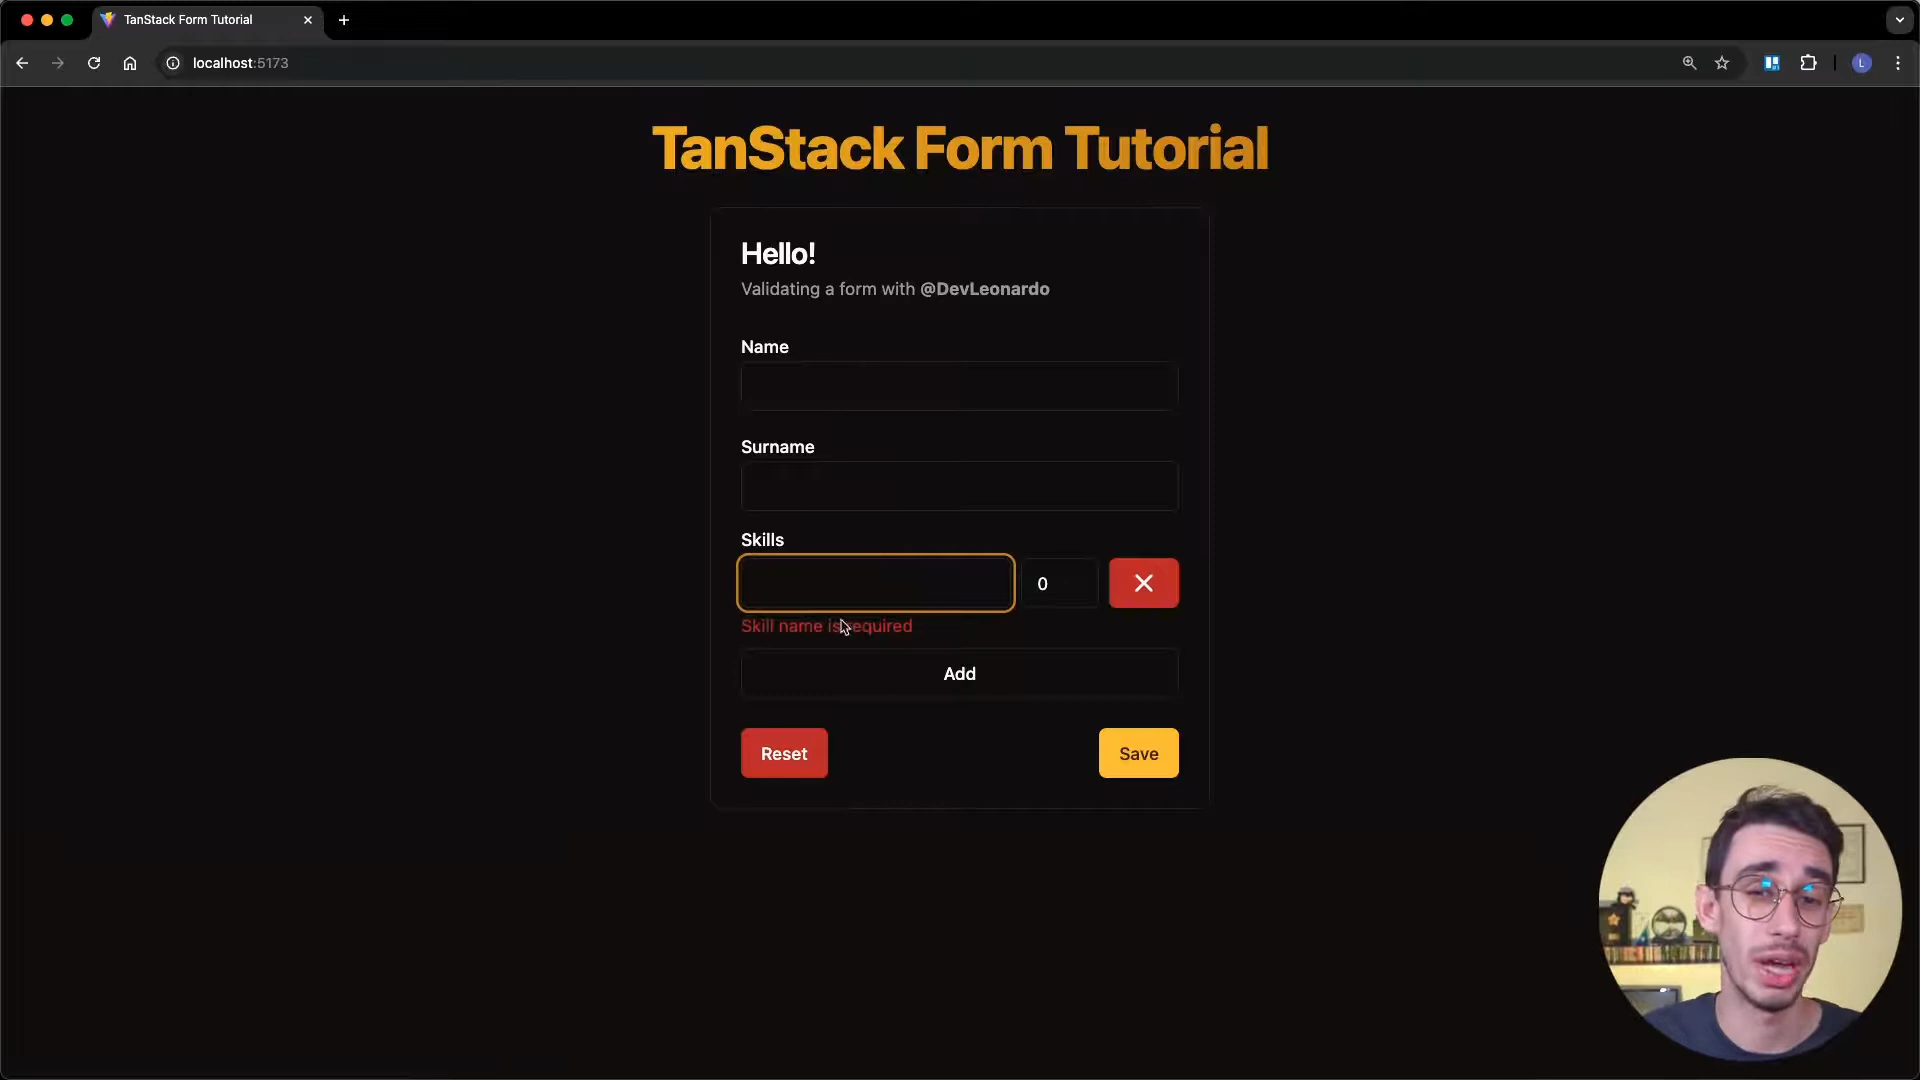 TanStack Form Tutorial
localhost:5173
L
TanStack Form Tutorial
Hello!
Validating a form with @DevLeonardo
Name
Surname
Skills
0
Skill name is required
Add
Reset
Save